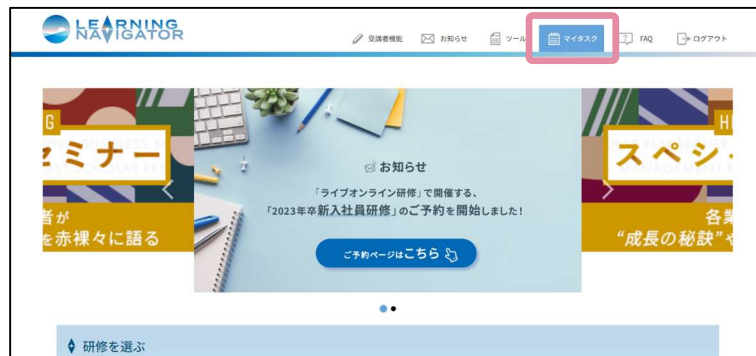 LEARNING
NAVIGATOR
受講者機能
お知らせ
ツール
マイタスク
FAQ
ログアウト
G
セミナー
者が
を赤裸々に語る
お知らせ
「ライブオンライン研修」で開催する、
「2023年卒新入社員研修」のご予約を開始しました！
ご予約ページはこちら
スペシ
各業
“成長の秘訣”や
研修を選ぶ